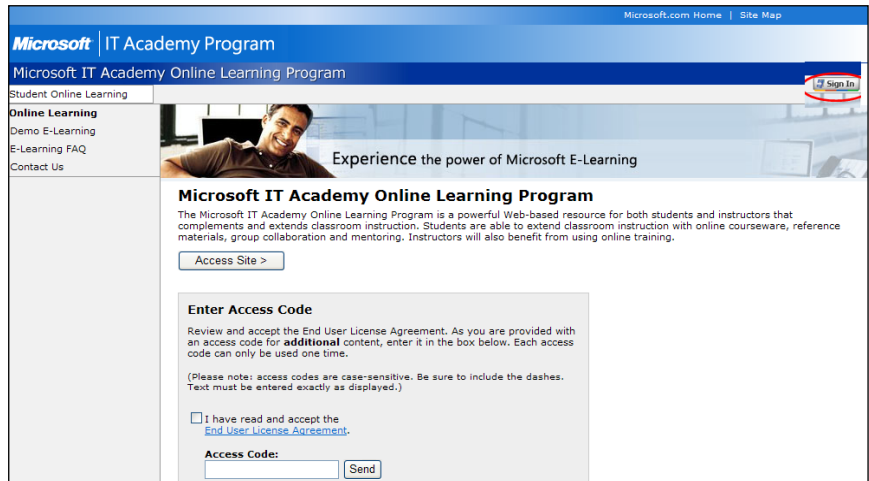 Microsoft.com Home | Site Map
Microsoft | IT Academy Program
Microsoft IT Academy Online Learning Program
Sign In
Student Online Learning
Online Learning
Demo E-Learning
E-Learning FAQ
Contact Us
Experience the power of Microsoft E-Learning
Microsoft IT Academy Online Learning Program
The Microsoft IT Academy Online Learning Program is a powerful Web-based resource for both students and instructors that
complements and extends classroom instruction. Students are able to extend classroom instruction with online courseware, reference
materials, group collaboration and mentoring. Instructors will also benefit from using online training.
Access Site >
Enter Access Code
Review and accept the End User License Agreement. As you are provided with
an access code for additional content, enter it in the box below. Each access
code can only be used one time.
(Please note: access codes are case-sensitive. Be sure to include the dashes.
Text must be entered exactly as displayed.)
I have read and accept the
End User License Agreement.
Access Code:
Send